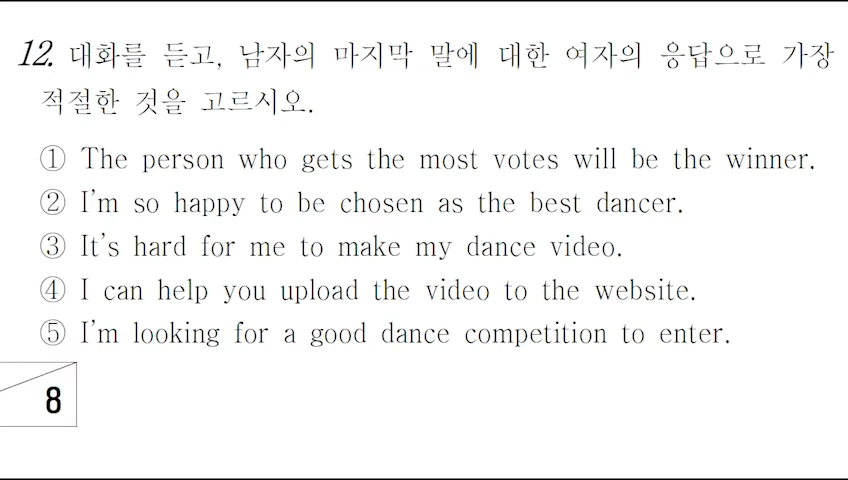 12. 대화를 듣고, 남자의 마지막 말에 대한 여자의 응답으로 가장
적절한 것을 고르시오.
① The person who gets the most votes will be the winner.
② I'm so happy to be chosen as the best dancer.
③ It's hard for me to make my dance video.
④ I can help you upload the video to the website.
⑤ I'm looking for a good dance competition to enter.
8